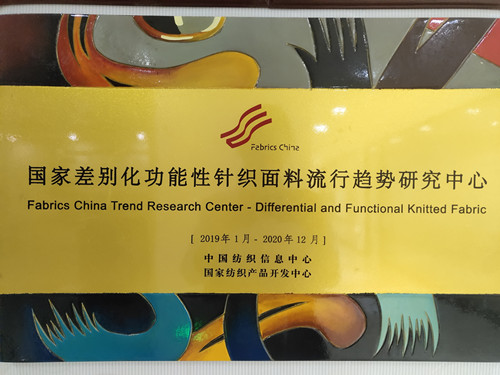 Fabrics China
国家差别化功能性针织面料流行趋势研究中心
Fabrics China Trend Research Center - Differential and Functional Knitted Fabric
[ 2019年1月 - 2020年12月 ]
中国纺织信息中心
国家纺织产品开发中心